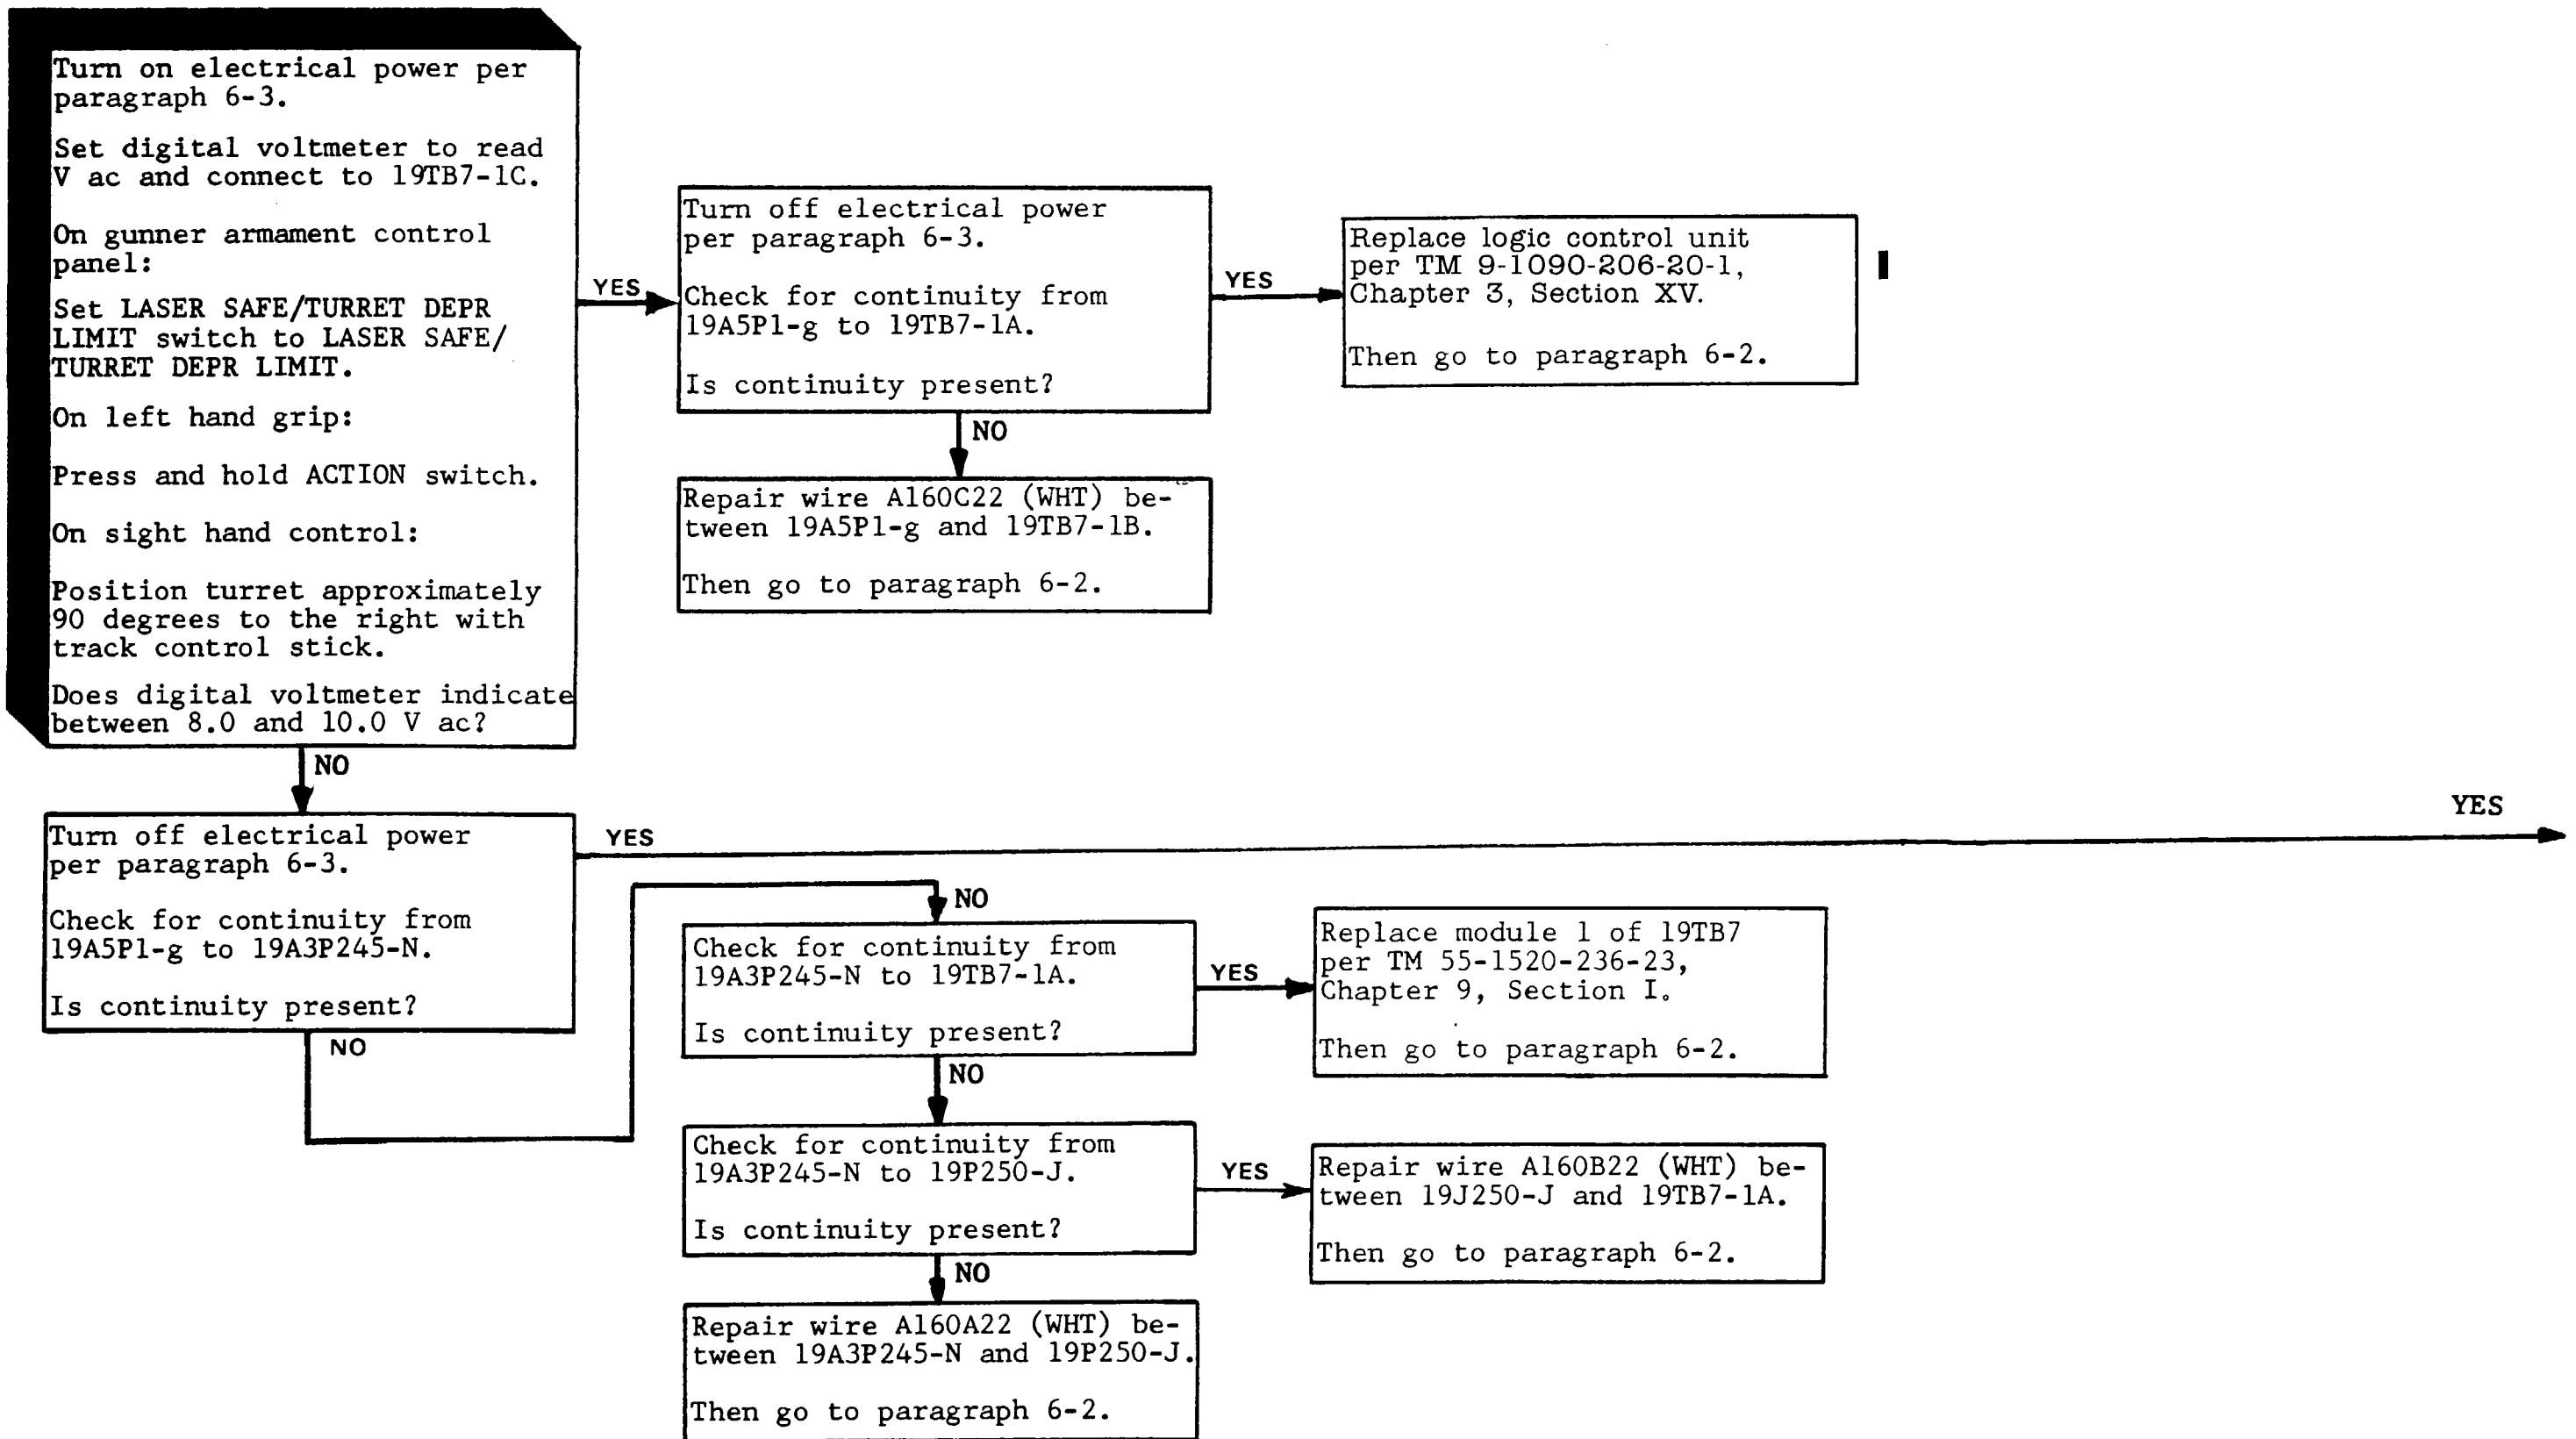 Turn on electrical power per
paragraph 6-3.
Set digital voltmeter to read
V ac and connect to 19TB7-1C.
On gunner armament control
panel:
Set LASER SAFE/TURRET DEPR
LIMIT switch to LASER SAFE/
TURRET DEPR LIMIT.
On left hand grip:
Press and hold ACTION switch.
On sight hand control:
Position turret approximately
90 degrees to the right with
track control stick.
Does digital voltmeter indicate
between 8.0 and 10.0 V ac?
YES
Turn off electrical power
per paragraph 6-3.
Check for continuity from
19A5P1-g to 19TB7-1A.
Is continuity present?
YES
Replace logic control unit
per TM 9-1090-206-20-1,
Chapter 3, Section XV.
Then go to paragraph 6-2.
NO
Repair wire A160C22 (WHT) be-
tween 19A5P1-g and 19TB7-1B.
Then go to paragraph 6-2.
NO
Turn off electrical power
per paragraph 6-3.
Check for continuity from
19A5P1-g to 19A3P245-N.
Is continuity present?
YES
YES
NO
NO
Check for continuity from
19A3P245-N to 19TB7-1A.
Is continuity present?
YES
Replace module 1 of 19TB7
per TM 55-1520-236-23,
Chapter 9, Section I.
Then go to paragraph 6-2.
NO
Check for continuity from
19A3P245-N to 19P250-J.
Is continuity present?
YES
Repair wire A160B22 (WHT) be-
tween 19J250-J and 19TB7-1A.
Then go to paragraph 6-2.
NO
Repair wire A160A22 (WHT) be-
tween 19A3P245-N and 19P250-J.
Then go to paragraph 6-2.